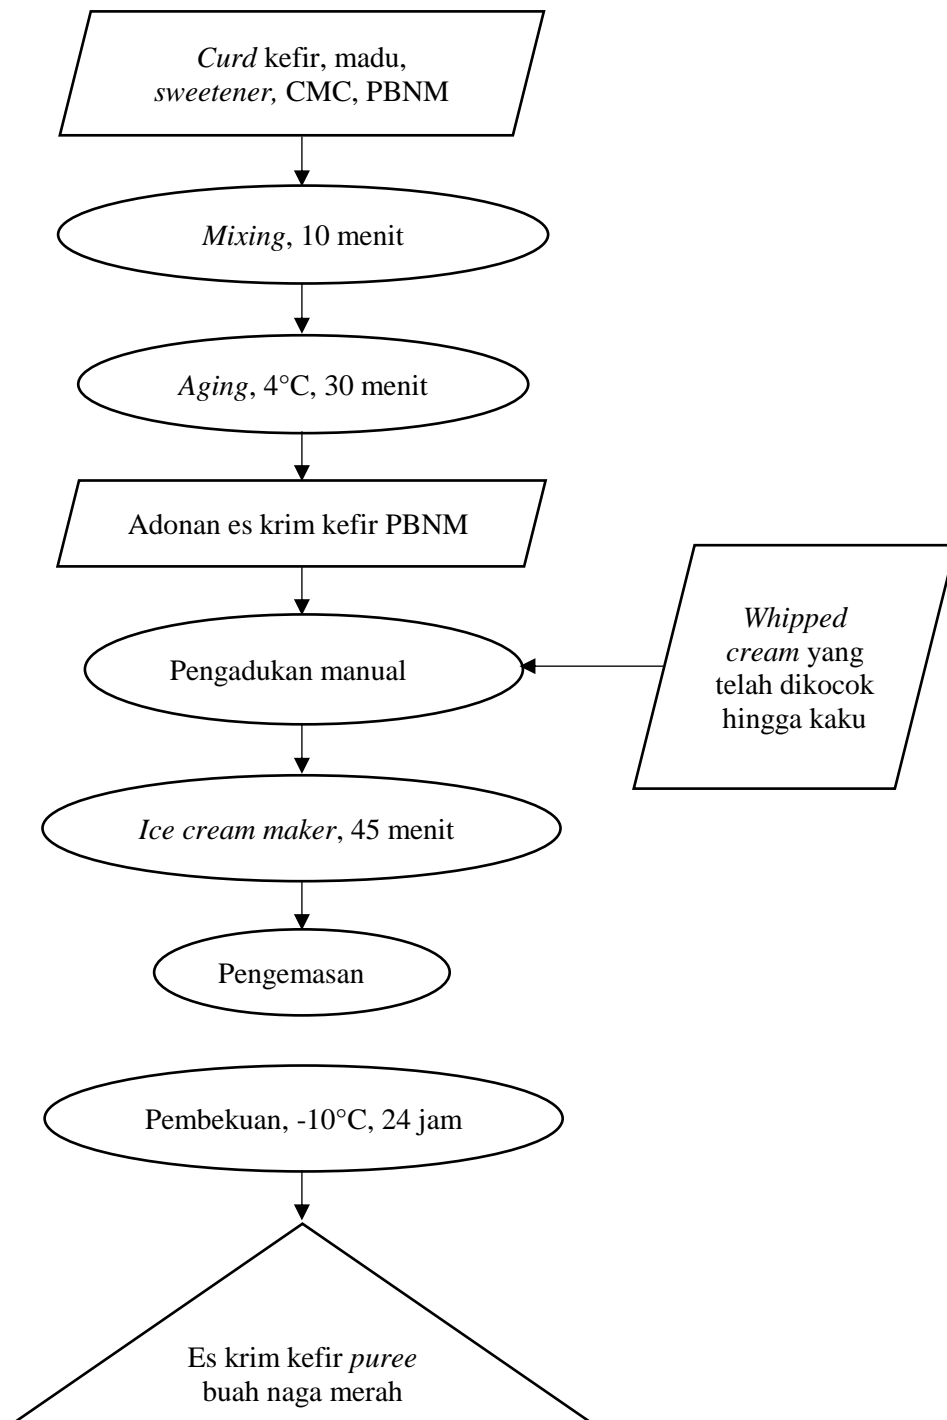 Curd kefir, madu,
sweetener, CMC, PBNM
Mixing, 10 menit
Aging, 4°C, 30 menit
Adonan es krim kefir PBNM
Whipped
cream yang
telah dikocok
hingga kaku
Pengadukan manual
Ice cream maker, 45 menit
Pengemasan
Pembekuan, -10°C, 24 jam
Es krim kefir puree
buah naga merah